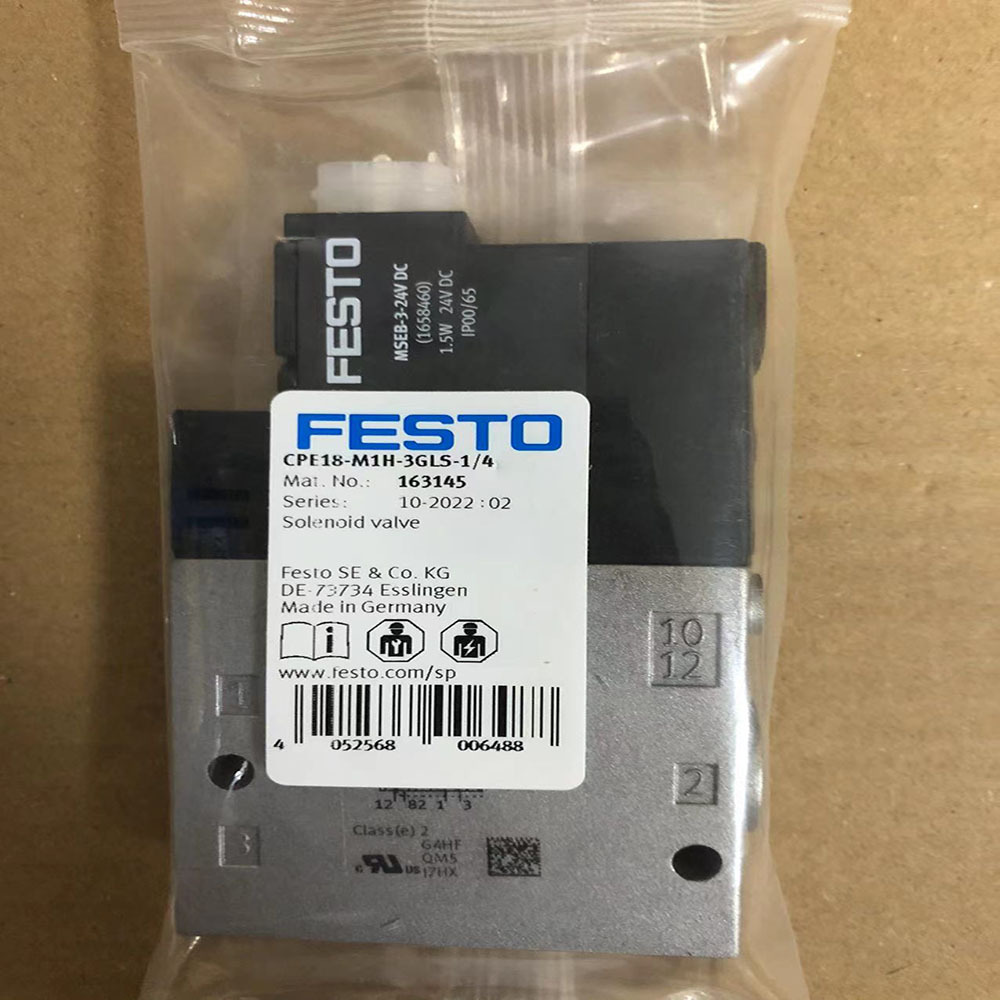 FESTO
MSEB-3-24V DC
(1658460)
1.5W 24V DC
IP00/65
FESTO
CPE18-M1H-3GLS-1/4
Mat. No.: 163145
Series: 10-2022 : 02
Solenoid valve
Festo SE & Co. KG
DE-73734 Esslingen
Made in Germany
www.festo.com/sp
4 052568 006488
10
12
1
2
3
12 82 1 3
Class(e) 2
G4HF
QM5
c RU us 17HX